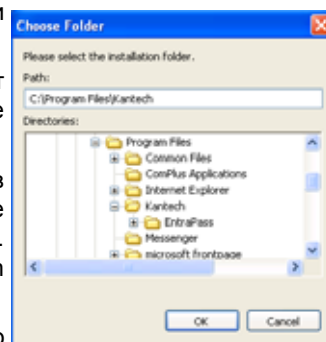 Choose Folder
Please select the installation folder.
Path:
C:\Program Files\Kantech
Directories:
Program Files
Common Files
ComPlus Applications
Internet Explorer
Kantech
EntraPass
Messenger
microsoft frontpage
OK
Cancel